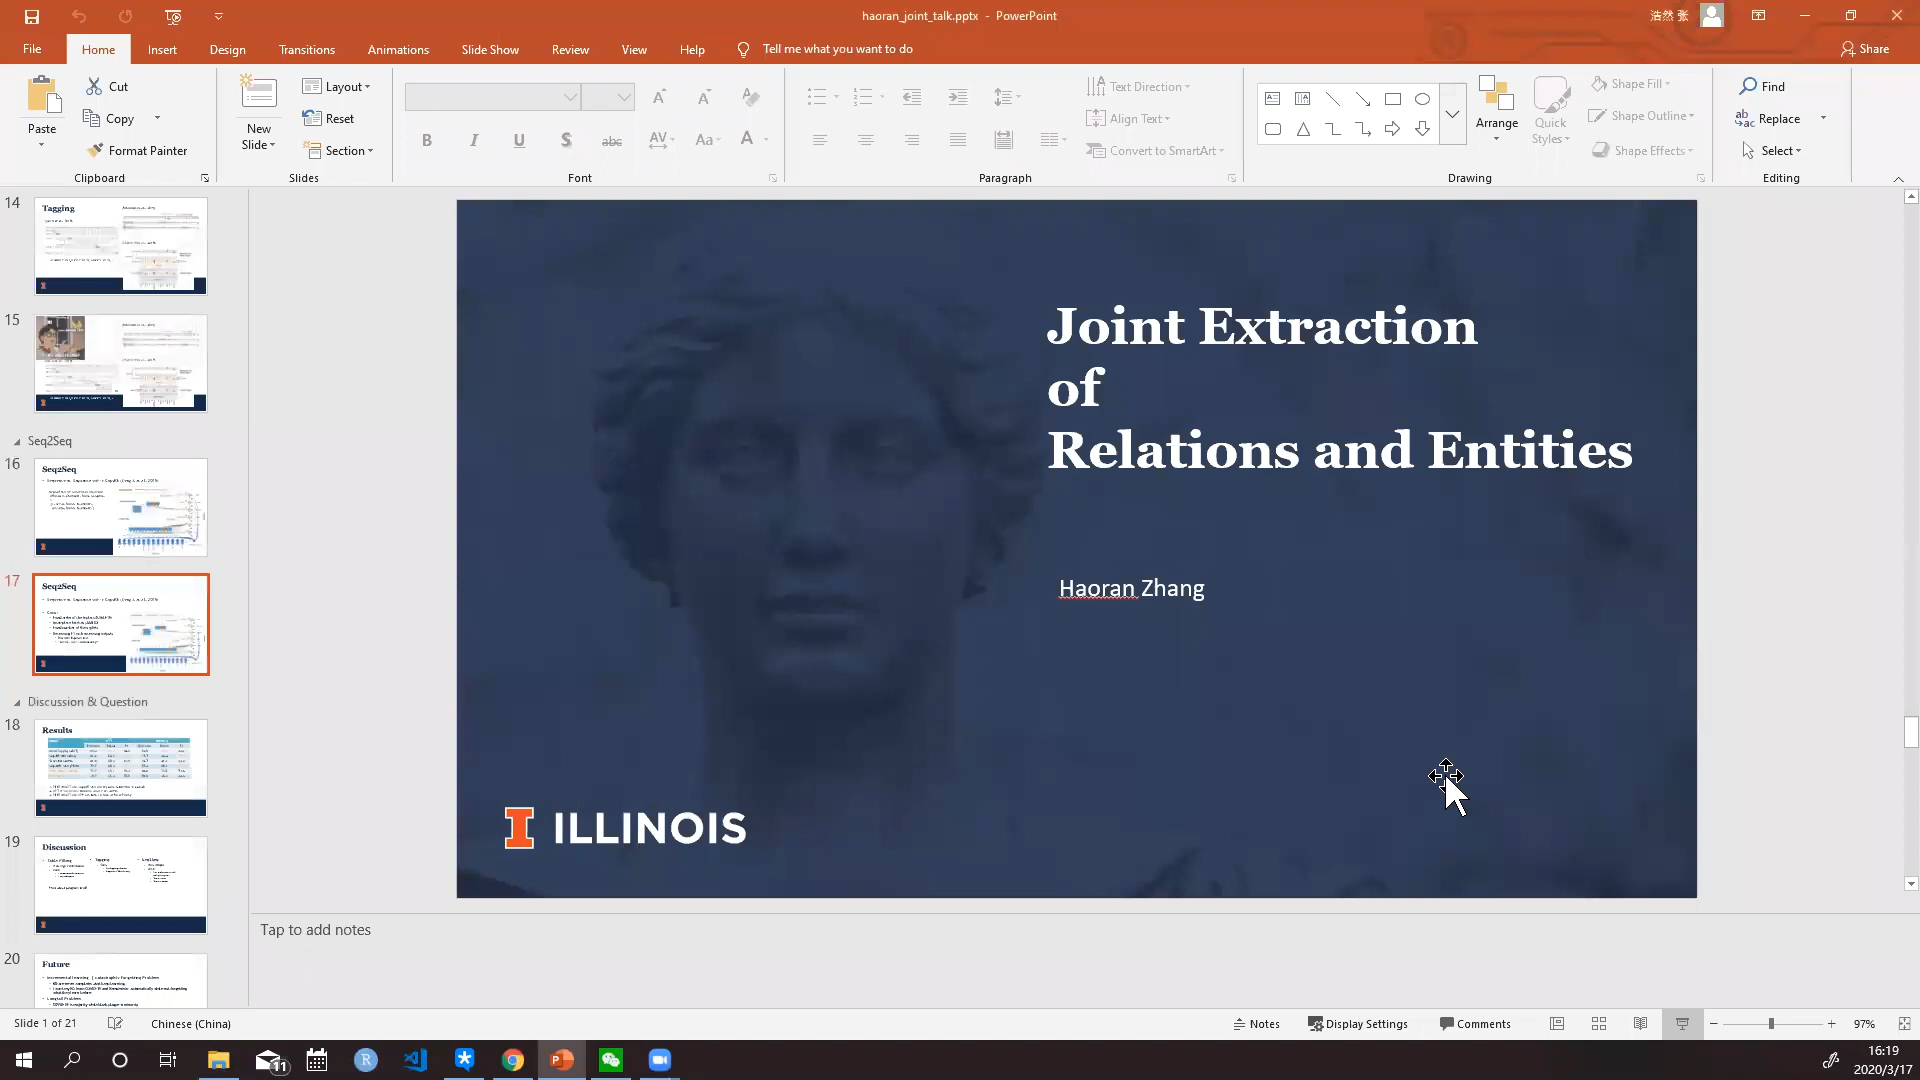 haoran_joint_talk.pptx - PowerPoint
浩然 张
File Home Insert Design Transitions Animations Slide Show Review View Help Tell me what you want to do
Share
Paste
Cut
Copy
Format Painter
Clipboard
New Slide
Layout
Reset
Section
Slides
B I U S abc AV Aa A
Font
Text Direction
Align Text
Convert to SmartArt
Paragraph
Arrange
Quick Styles
Shape Fill
Shape Outline
Shape Effects
Drawing
Find
Replace
Select
Editing
14
Tagging
15
Seq2Seq
16
Seq2Seq
17
Seq2Seq
Discussion & Question
18
Results
19
Discussion
20
Future
Joint Extraction
of
Relations and Entities
Haoran Zhang
ILLINOIS
Tap to add notes
Slide 1 of 21
Chinese (China)
Notes Display Settings Comments
97%
11
16:19
2020/3/17